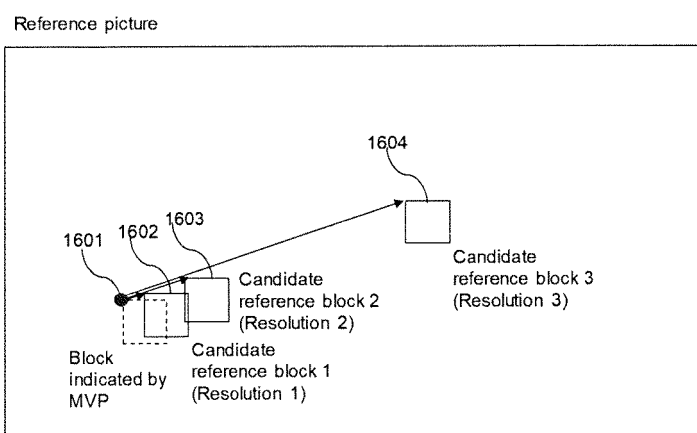 Reference picture
1604
1603
1602
1601
Candidate
reference block 3
(Resolution 3)
Candidate
reference block 2
(Resolution 2)
Candidate
reference block 1
(Resolution 1)
Block
indicated by
MVP